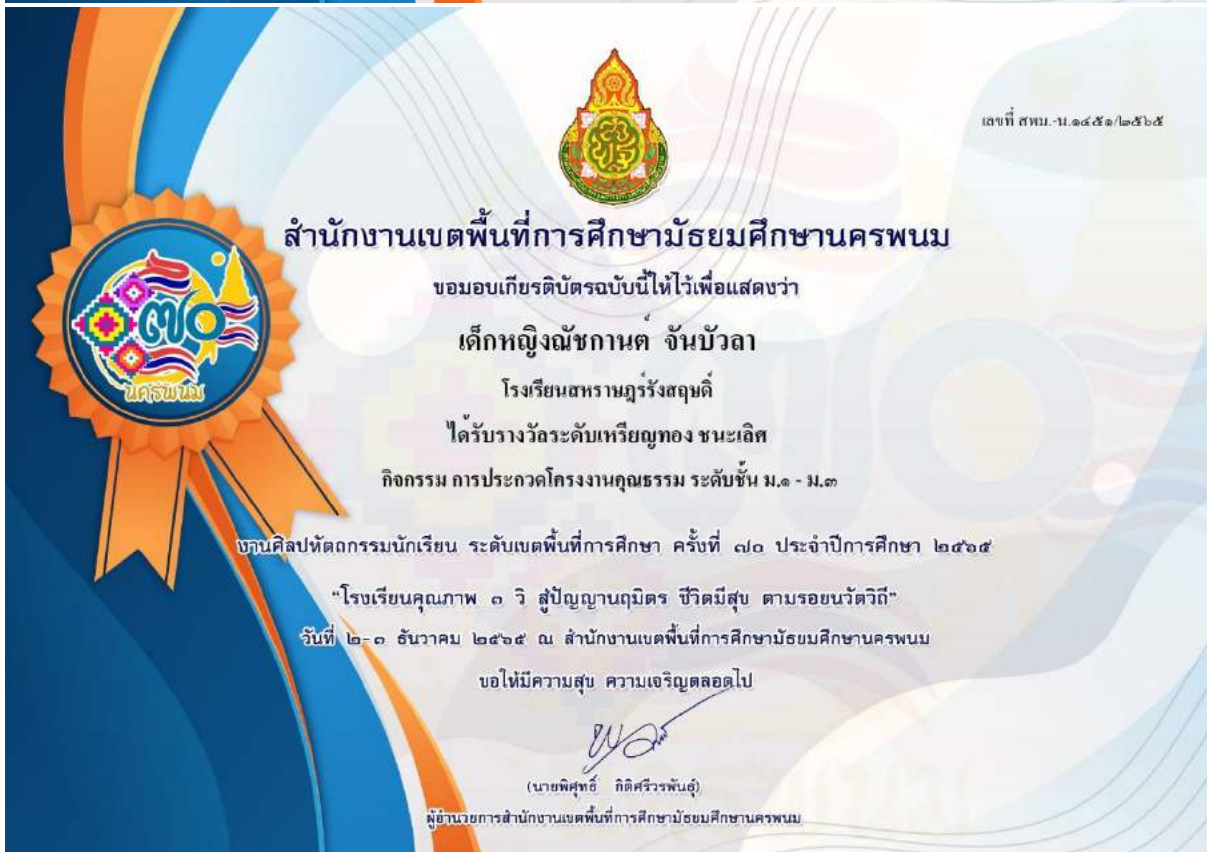 เลขที่ สพม.-น.๑๔๕๑/๒๕๖๕
สำนักงานเขตพื้นที่การศึกษามัธยมศึกษานครพนม
ขอมอบเกียรติบัตรฉบับนี้ให้ไว้เพื่อแสดงว่า
เด็กหญิงณัชกานต์ จันบัวลา
โรงเรียนสหราษฎร์รังสฤษดิ์
ได้รับรางวัลระดับเหรียญทอง ชนะเลิศ
กิจกรรม การประกวดโครงงานคุณธรรม ระดับชั้น ม.๑ - ม.๓
๗๐
นครพนม
งานศิลปหัตถกรรมนักเรียน ระดับเขตพื้นที่การศึกษา ครั้งที่ ๗๐ ประจำปีการศึกษา ๒๕๖๕
"โรงเรียนคุณภาพ ๓ วิ สู่ปัญญานฤมิตร ชีวิตมีสุข ตามรอยนวัตวิถี"
วันที่ ๒-๓ ธันวาคม ๒๕๖๕ ณ สำนักงานเขตพื้นที่การศึกษามัธยมศึกษานครพนม
ขอให้มีความสุข ความเจริญตลอดไป
(นายพิศุทธิ์ กิติศรีวรพันธุ์)
ผู้อำนวยการสำนักงานเขตพื้นที่การศึกษามัธยมศึกษานครพนม